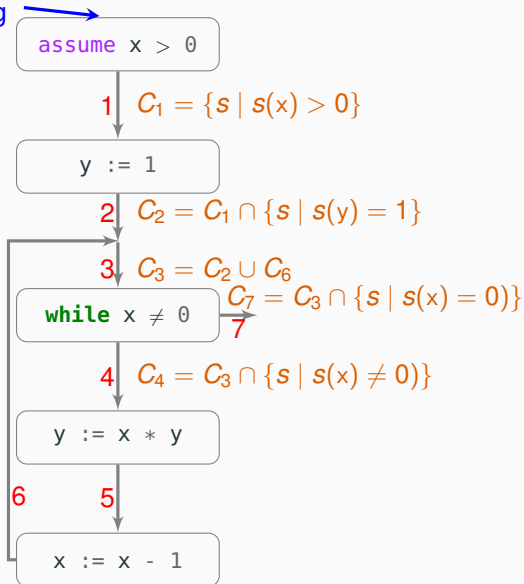 assume x > 0
1 C₁ = {s | s(x) > 0}
y := 1
2 C₂ = C₁ ∩ {s | s(y) = 1}
3 C₃ = C₂ ∪ C₆
C₇ = C₃ ∩ {s | s(x) = 0)}
while x ≠ 0
7
4 C₄ = C₃ ∩ {s | s(x) ≠ 0)}
y := x * y
6 5
x := x - 1